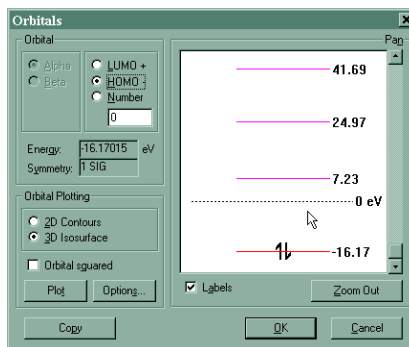 Orbitals
Orbital
Alpha
Beta
LUMO +
HOMO -
Number
0
Energy: -16.17015 eV
Symmetry: 1 SIG
Orbital Plotting
2D Contours
3D Isosurface
Orbital squared
Plot Options...
Copy
Pan
41.69
24.97
7.23
0 eV
-16.17
Labels
Zoom Out
OK Cancel